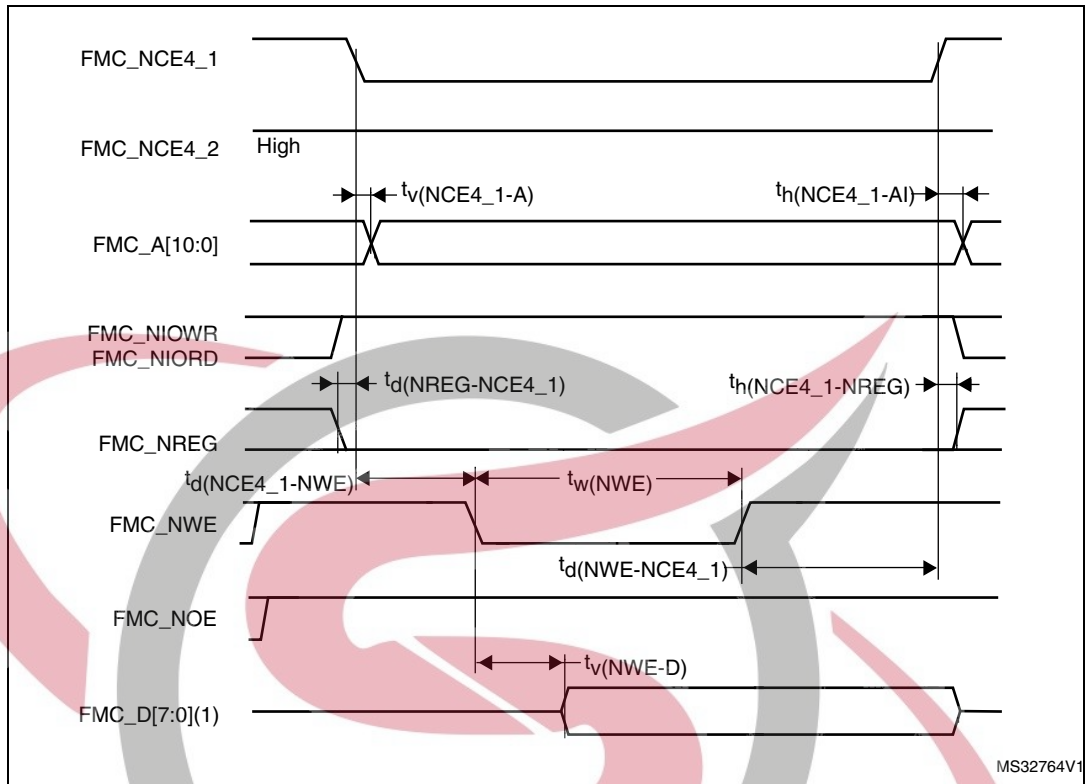 FMC_NCE4_1
FMC_NCE4_2
High
tv(NCE4_1-A)
th(NCE4_1-AI)
FMC_A[10:0]
FMC_NIOWR
FMC_NIORD
td(NREG-NCE4_1)
th(NCE4_1-NREG)
FMC_NREG
td(NCE4_1-NWE)
tw(NWE)
FMC_NWE
td(NWE-NCE4_1)
FMC_NOE
tv(NWE-D)
FMC_D[7:0](1)
MS32764V1